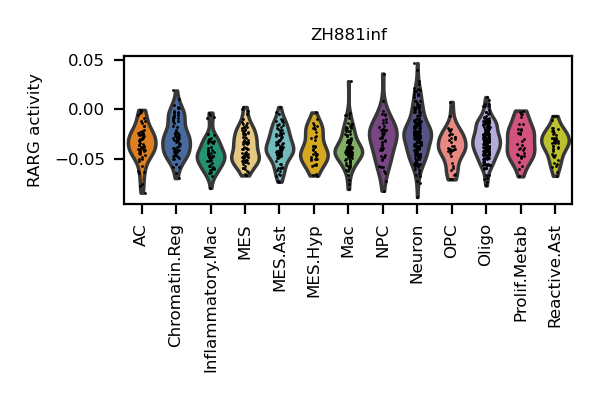 ZH881inf
RARG activity
0.05
0.00
−0.05
AC
Chromatin.Reg
Inflammatory.Mac
MES
MES.Ast
MES.Hyp
Mac
NPC
Neuron
OPC
Oligo
Prolif.Metab
Reactive.Ast